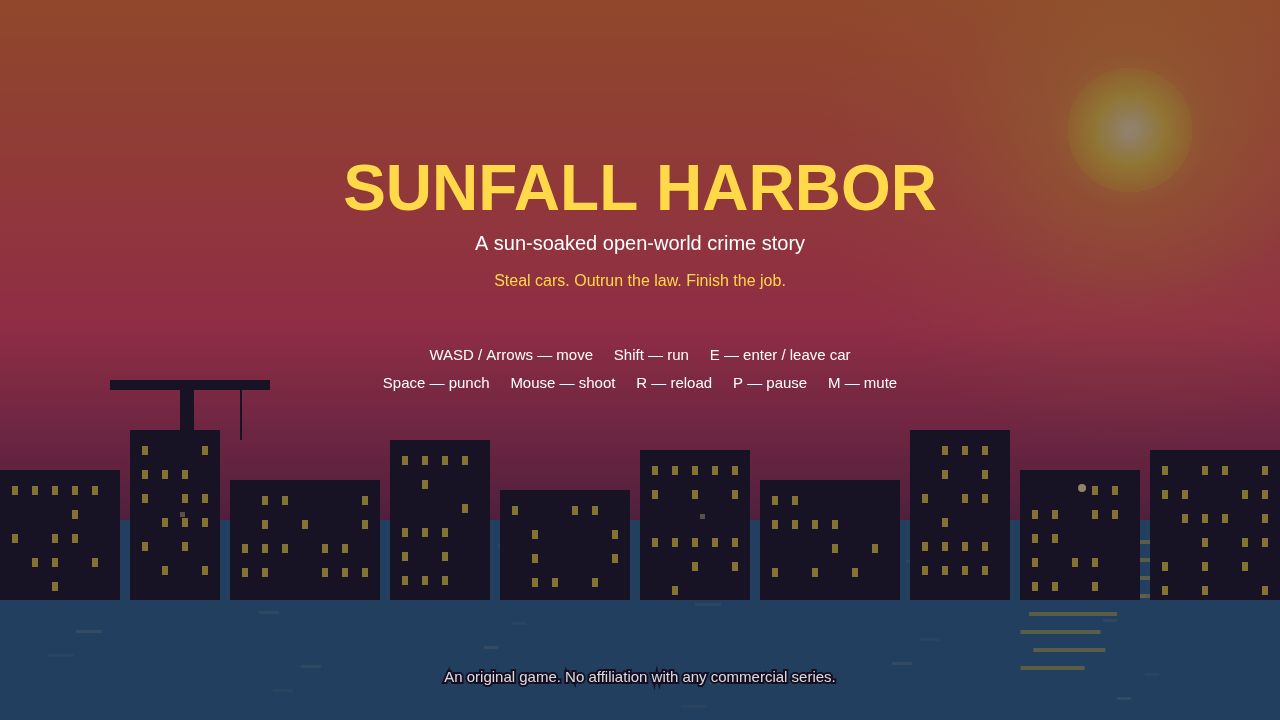 SUNFALL HARBOR
A sun-soaked open-world crime story
Steal cars. Outrun the law. Finish the job.
WASD / Arrows — move Shift — run E — enter / leave car
Space — punch Mouse — shoot R — reload P — pause M — mute
An original game. No affiliation with any commercial series.